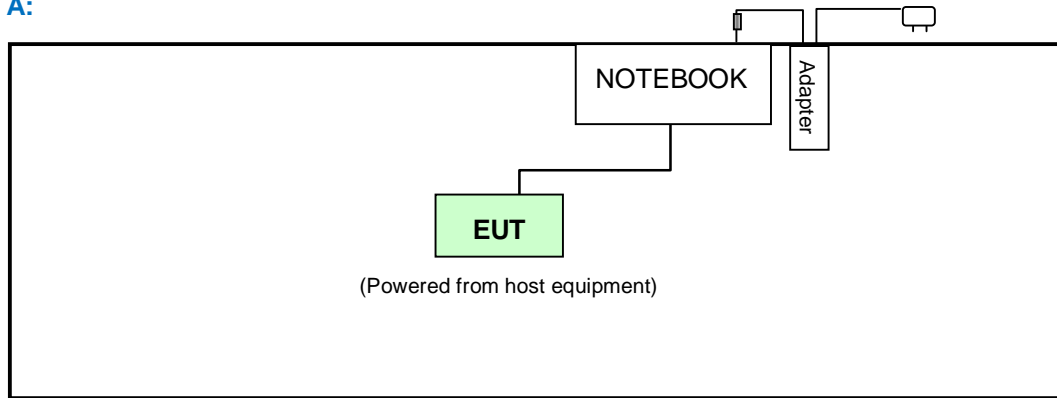 A:
NOTEBOOK
Adapter
EUT
(Powered from host equipment)